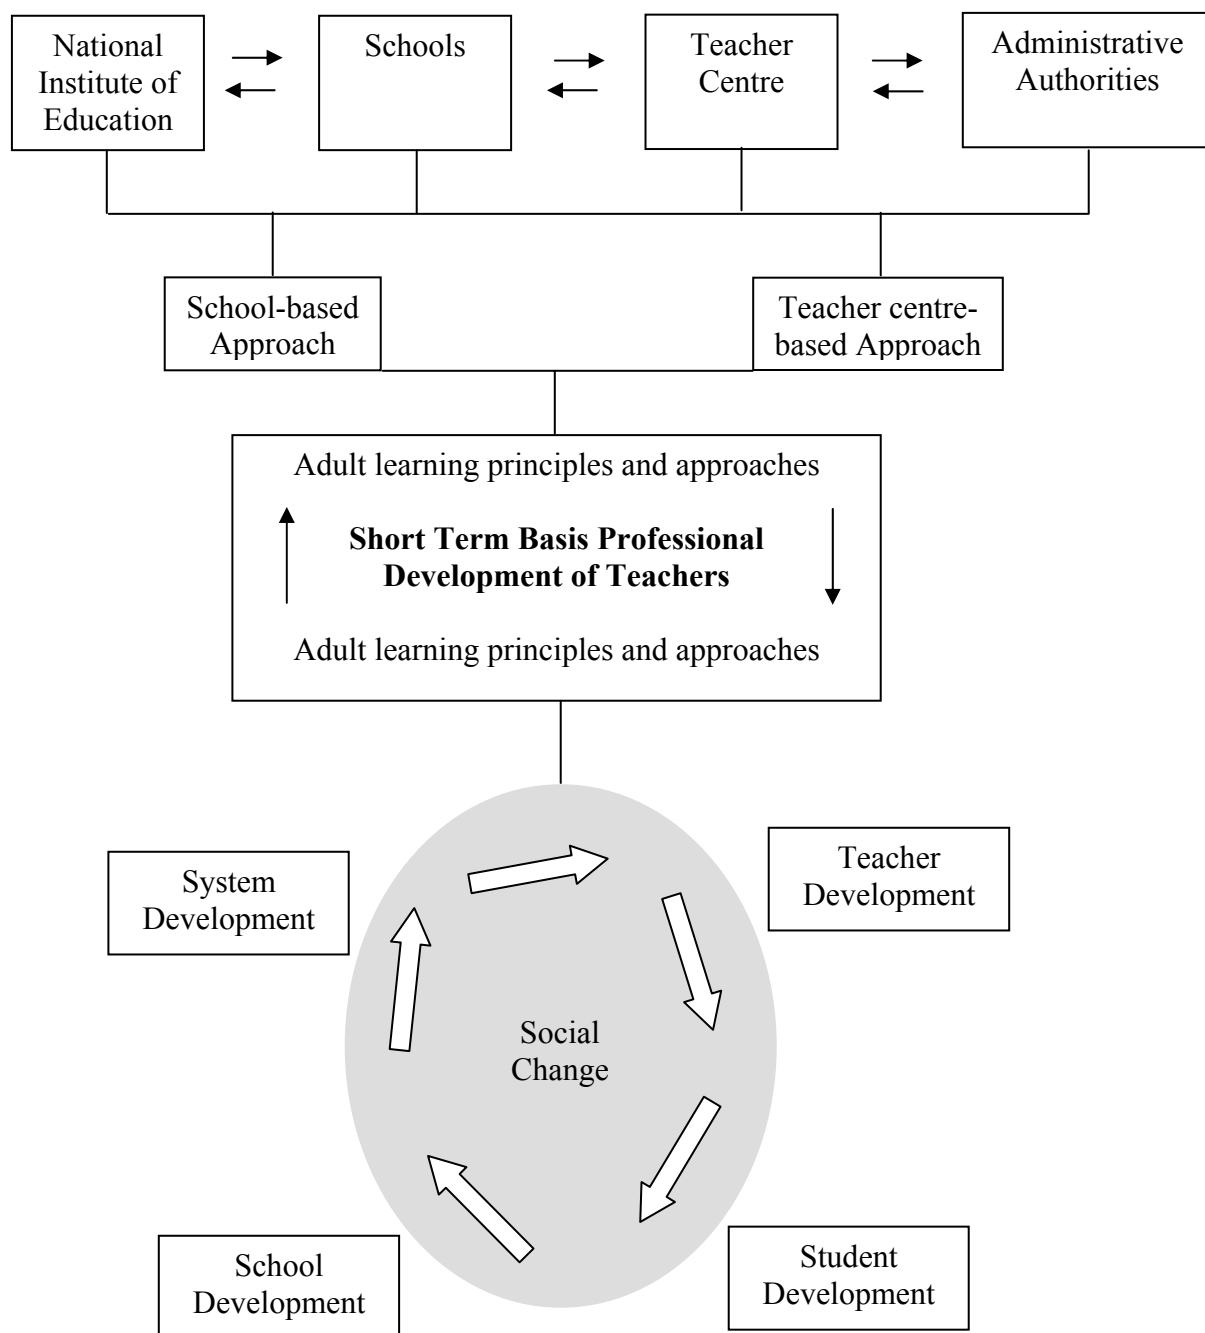 National
Institute of
Education
Schools
Teacher
Centre
Administrative
Authorities
School-based
Approach
Teacher centre-
based Approach
Adult learning principles and approaches
Short Term Basis Professional
Development of Teachers
Adult learning principles and approaches
System
Development
Teacher
Development
Social
Change
School
Development
Student
Development